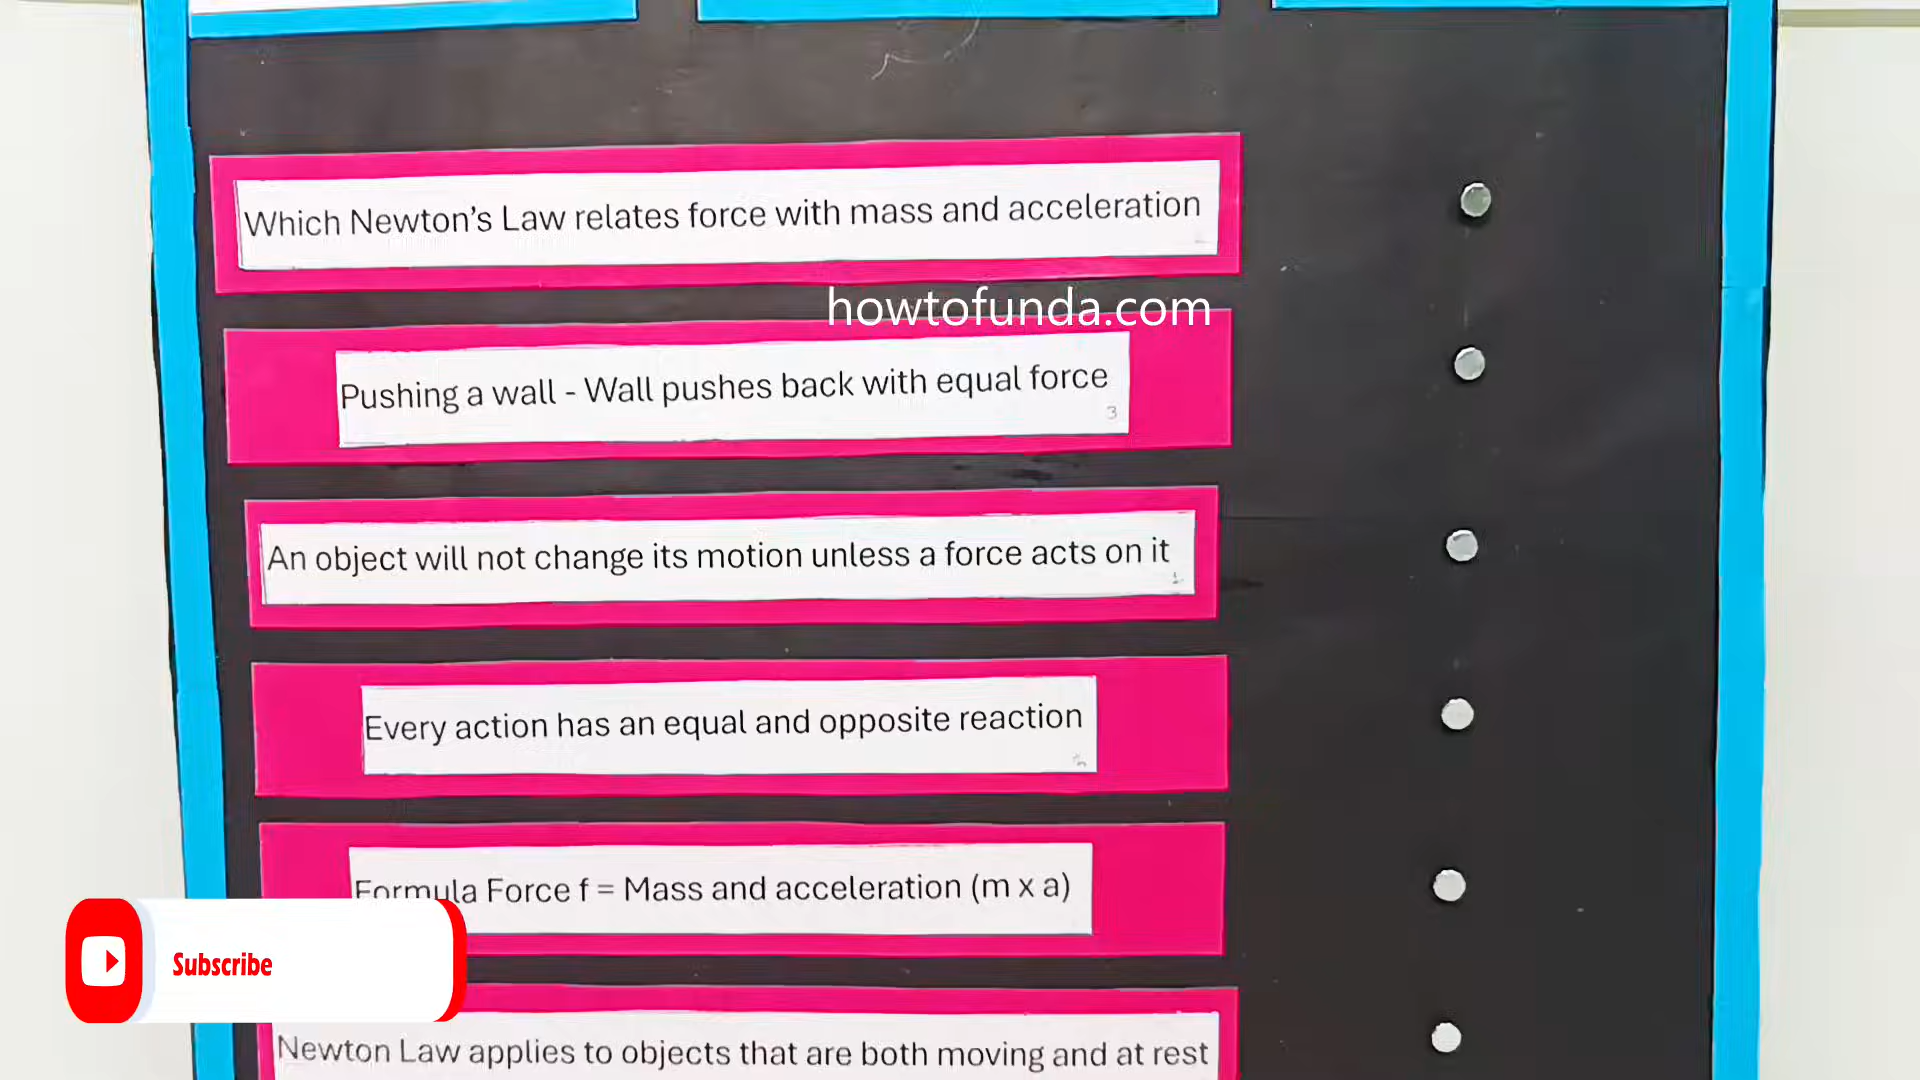 Which Newton's Law relates force with mass and acceleration
howtofunda.com
Pushing a wall - Wall pushes back with equal force
3
An object will not change its motion unless a force acts on it
1
Every action has an equal and opposite reaction
Formula Force f = Mass and acceleration (m x a)
Subscribe
Newton Law applies to objects that are both moving and at rest